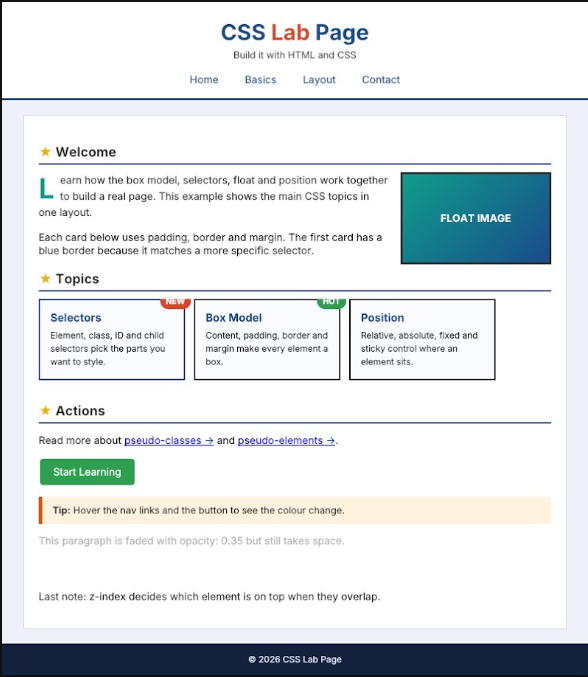 CSS Lab Page
Build it with HTML and CSS
Home Basics Layout Contact
★ Welcome
Learn how the box model, selectors, float and position work together
to build a real page. This example shows the main CSS topics in
one layout.
FLOAT IMAGE
Each card below uses padding, border and margin. The first card has a
blue border because it matches a more specific selector.
★ Topics
NEW
Selectors
Element, class, ID and child
selectors pick the parts you
want to style.
HOT
Box Model
Content, padding, border and
margin make every element a
box.
Position
Relative, absolute, fixed and
sticky control where an
element sits.
★ Actions
Read more about pseudo-classes → and pseudo-elements →.
Start Learning
Tip: Hover the nav links and the button to see the colour change.
This paragraph is faded with opacity: 0.35 but still takes space.
Last note: z-index decides which element is on top when they overlap.
© 2026 CSS Lab Page